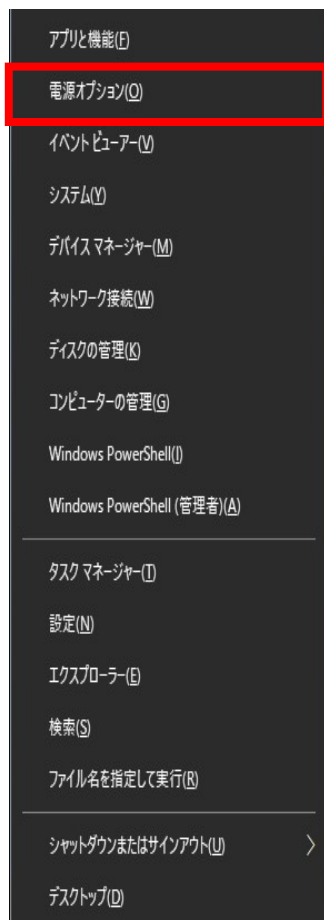 アプリと機能(F)
電源オプション(O)
イベント ビューアー(V)
システム(Y)
デバイス マネージャー(M)
ネットワーク接続(W)
ディスクの管理(K)
コンピューターの管理(G)
Windows PowerShell(I)
Windows PowerShell (管理者)(A)
タスク マネージャー(T)
設定(N)
エクスプローラー(E)
検索(S)
ファイル名を指定して実行(R)
シャットダウンまたはサインアウト(U)
デスクトップ(D)